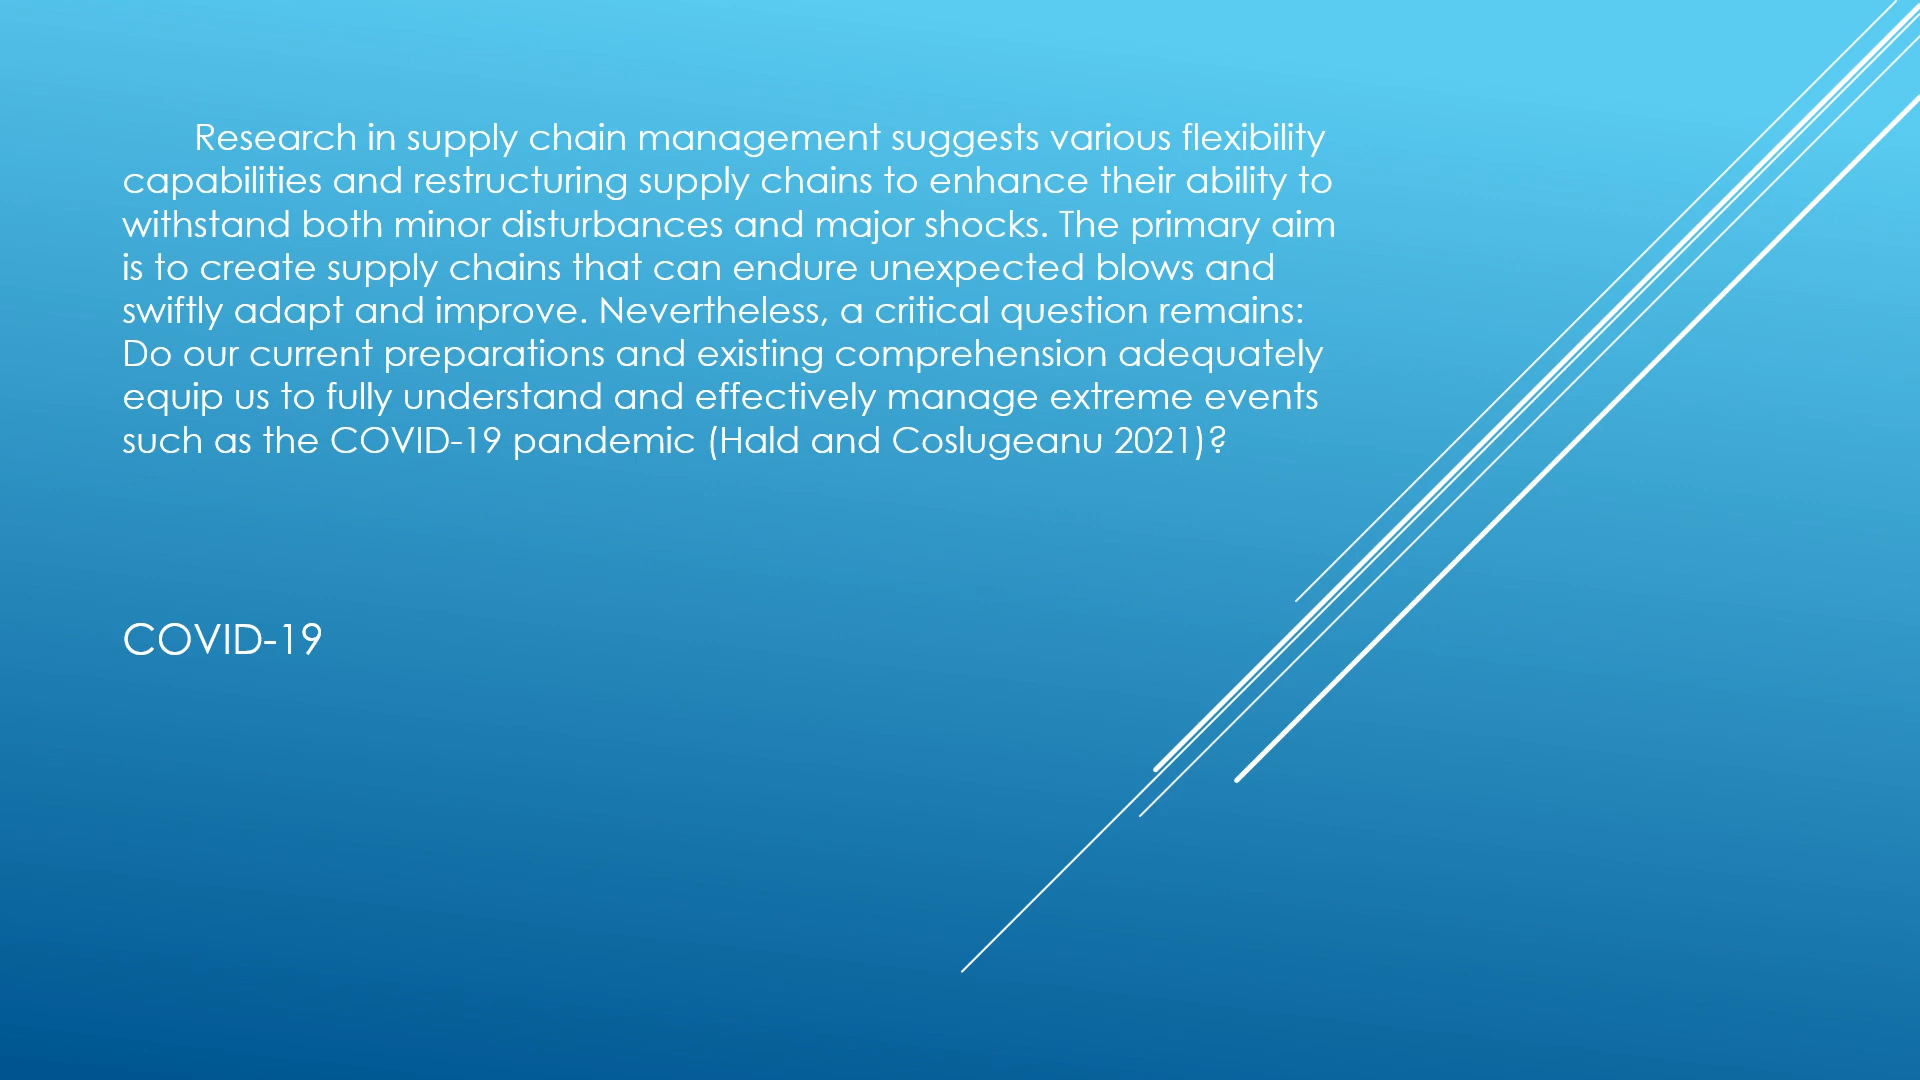 Research in supply chain management suggests various flexibility
capabilities and restructuring supply chains to enhance their ability to
withstand both minor disturbances and major shocks. The primary aim
is to create supply chains that can endure unexpected blows and
swiftly adapt and improve. Nevertheless, a critical question remains:
Do our current preparations and existing comprehension adequately
equip us to fully understand and effectively manage extreme events
such as the COVID-19 pandemic (Hald and Coslugeanu 2021)?
COVID-19